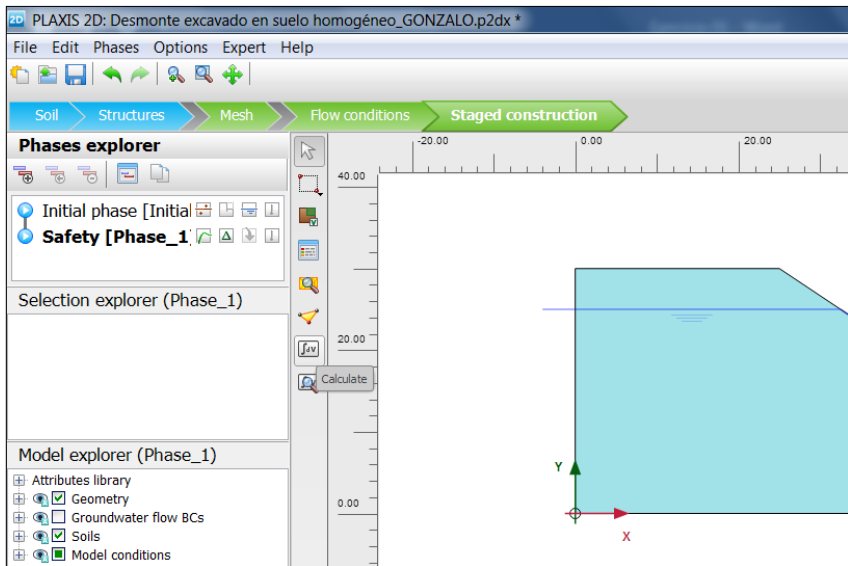 PLAXIS 2D: Desmonte excavado en suelo homogéneo_GONZALO.p2dx *
File Edit Phases Options Expert Help
Soil Structures Mesh Flow conditions Staged construction
Phases explorer
Initial phase [Initial
Safety [Phase_1]
Selection explorer (Phase_1)
Model explorer (Phase_1)
Attributes library
Geometry
Groundwater flow BCs
Soils
Model conditions
Calculate
-20.00 0.00 20.00
40.00
20.00
0.00
Y
X